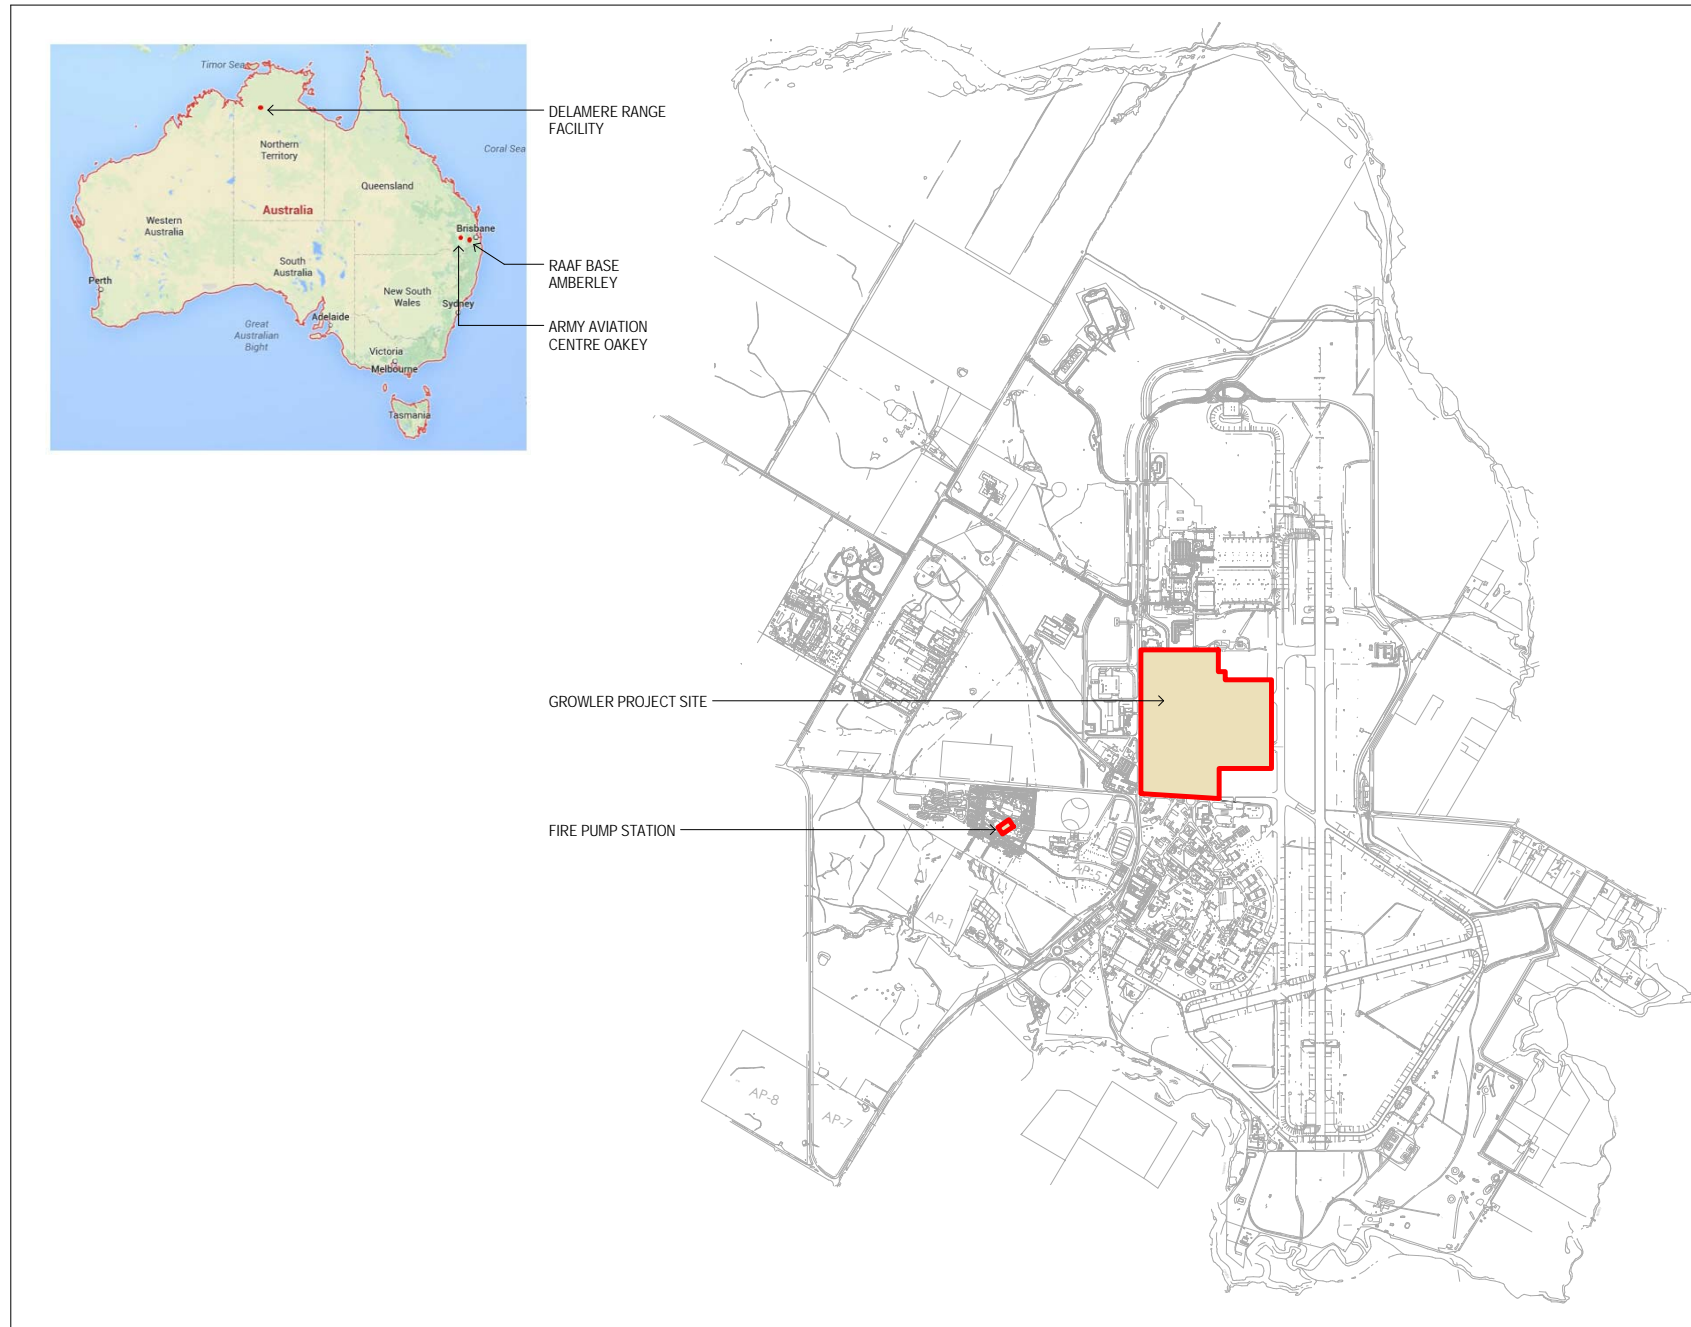 Timor Sea
Coral Sea
Northern
Territory
Queensland
Australia
Western
Australia
South
Australia
Brisbane
Perth
New South
Wales
Sydney
Adelaide
Great
Australian
Bight
Victoria
Melbourne
Tasmania
DELAMERE RANGE
FACILITY
RAAF BASE
AMBERLEY
ARMY AVIATION
CENTRE OAKEY
GROWLER PROJECT SITE
FIRE PUMP STATION
AP-1
AP-8
AP-7